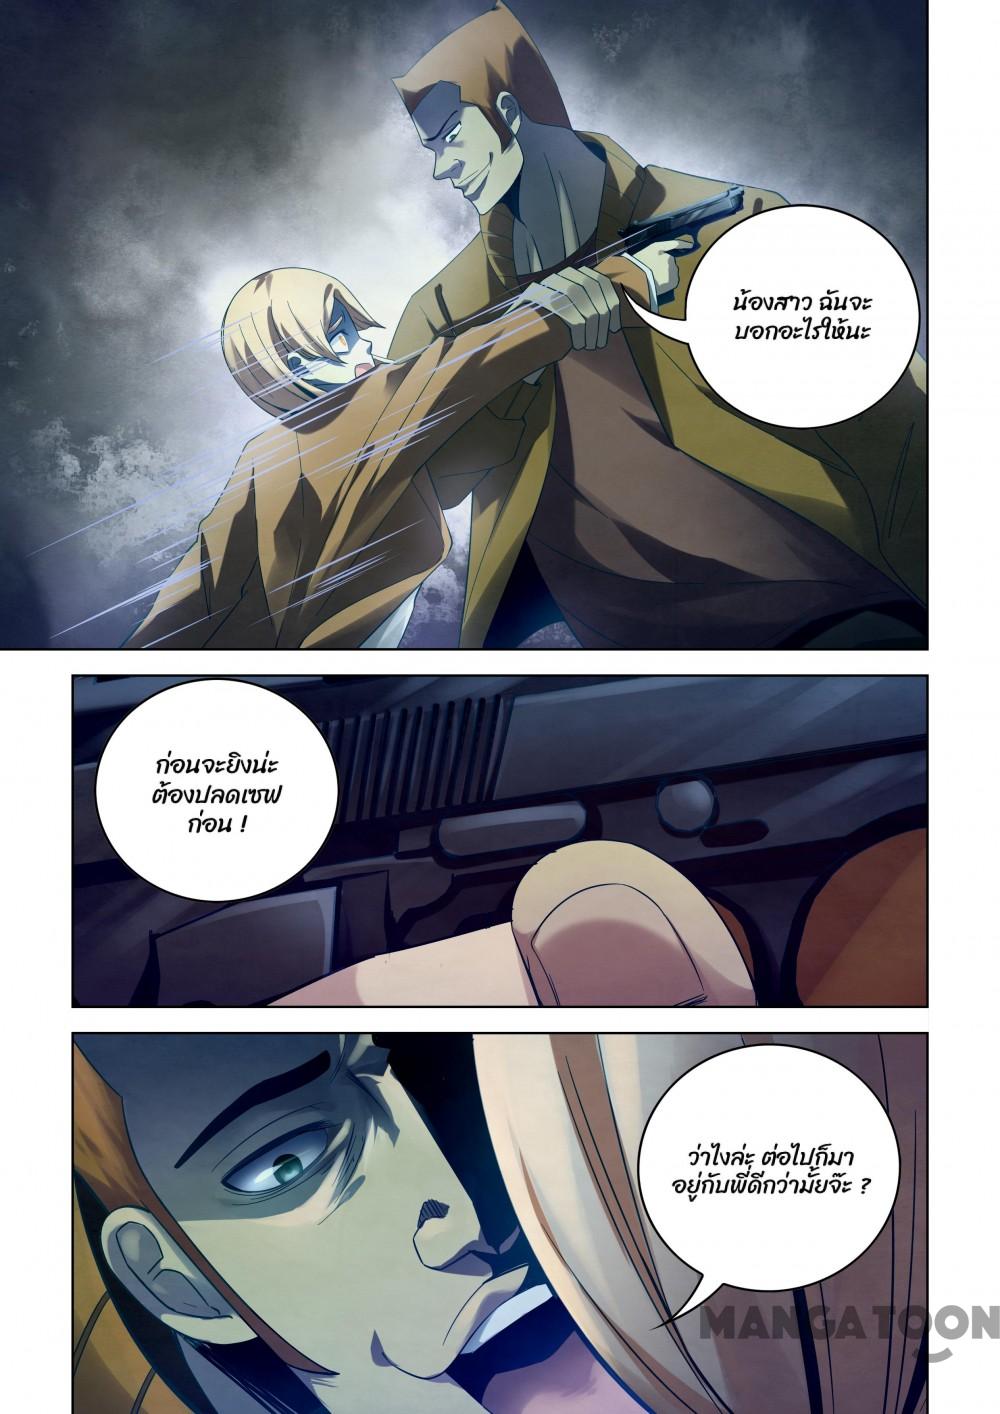 น้องสาว ฉันจะ
บอกอะไรให้นะ
ก่อนจะยิงน่ะ
ต้องปลดเซฟ
ก่อน !
ว่าไงล่ะ ต่อไปก็มา
อยู่กับพี่ดีกว่ามั้ยจ๊ะ ?
MANGATOON